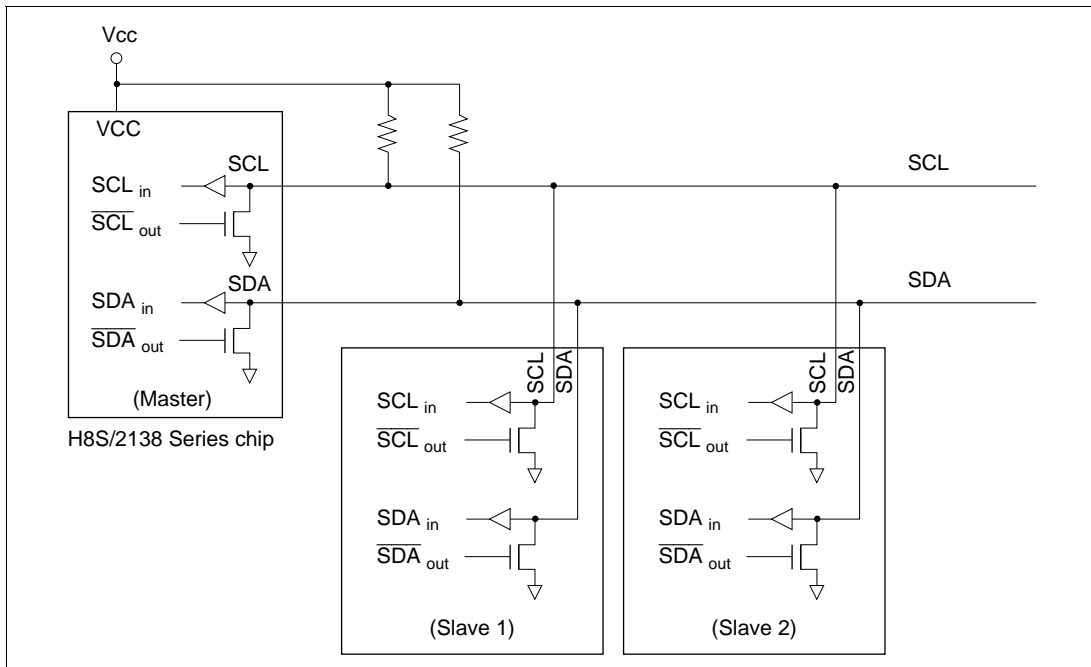 Vcc
VCC
SCL
SCL in
SCL out
SDA
SDA in
SDA out
(Master)
H8S/2138 Series chip
SCL
SDA
SCL
SDA
SCL in
SCL out
SDA in
SDA out
(Slave 1)
SCL
SDA
SCL in
SCL out
SDA in
SDA out
(Slave 2)